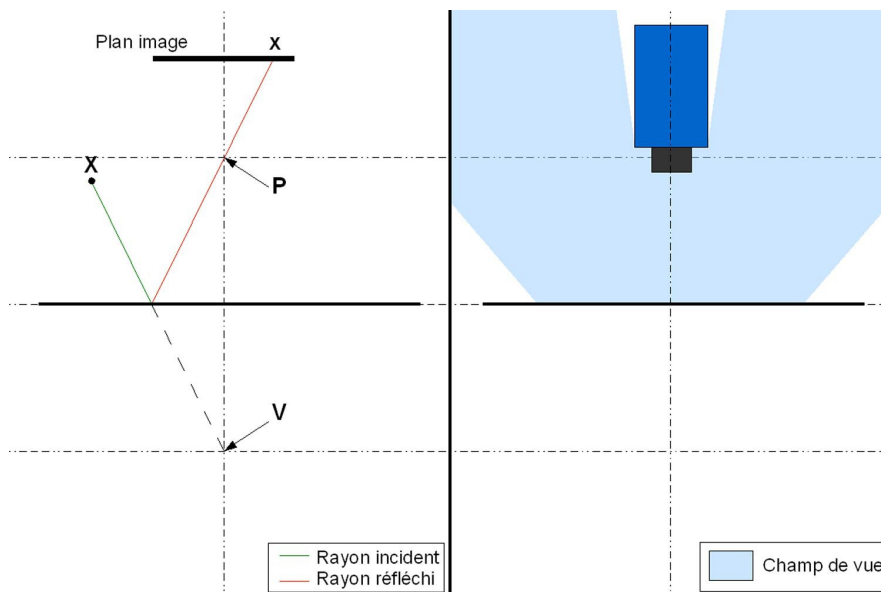 Plan image
x
X
P
V
Rayon incident
Rayon réfléchi
Champ de vue